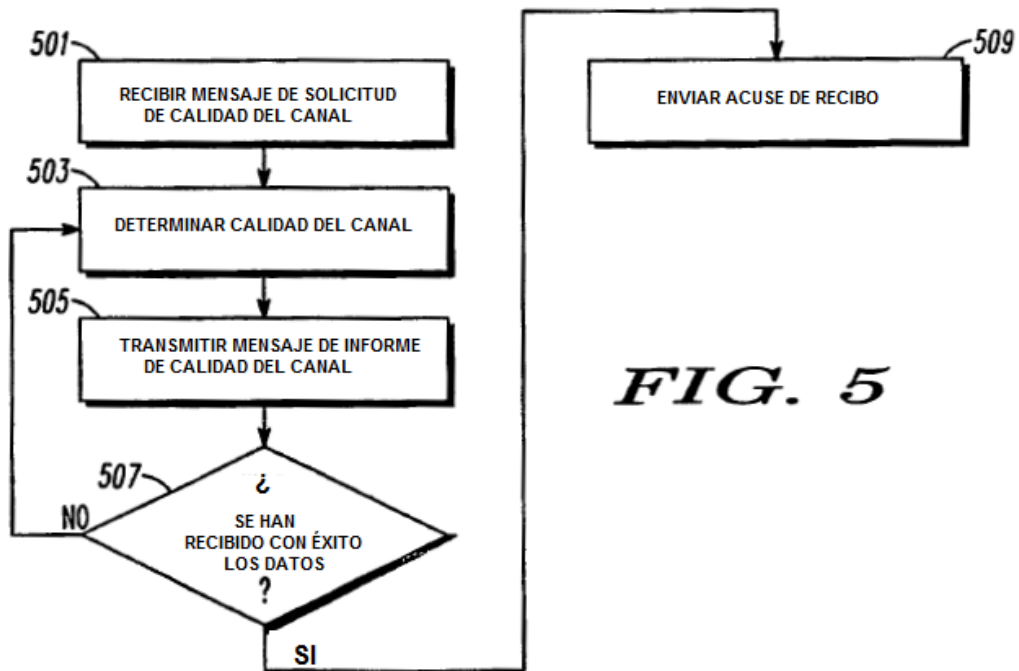 501
RECIBIR MENSAJE DE SOLICITUD
DE CALIDAD DEL CANAL
503
DETERMINAR CALIDAD DEL CANAL
505
TRANSMITIR MENSAJE DE INFORME
DE CALIDAD DEL CANAL
507
¿
SE HAN
RECIBIDO CON ÉXITO
LOS DATOS
?
NO
SI
509
ENVIAR ACUSE DE RECIBO
FIG. 5